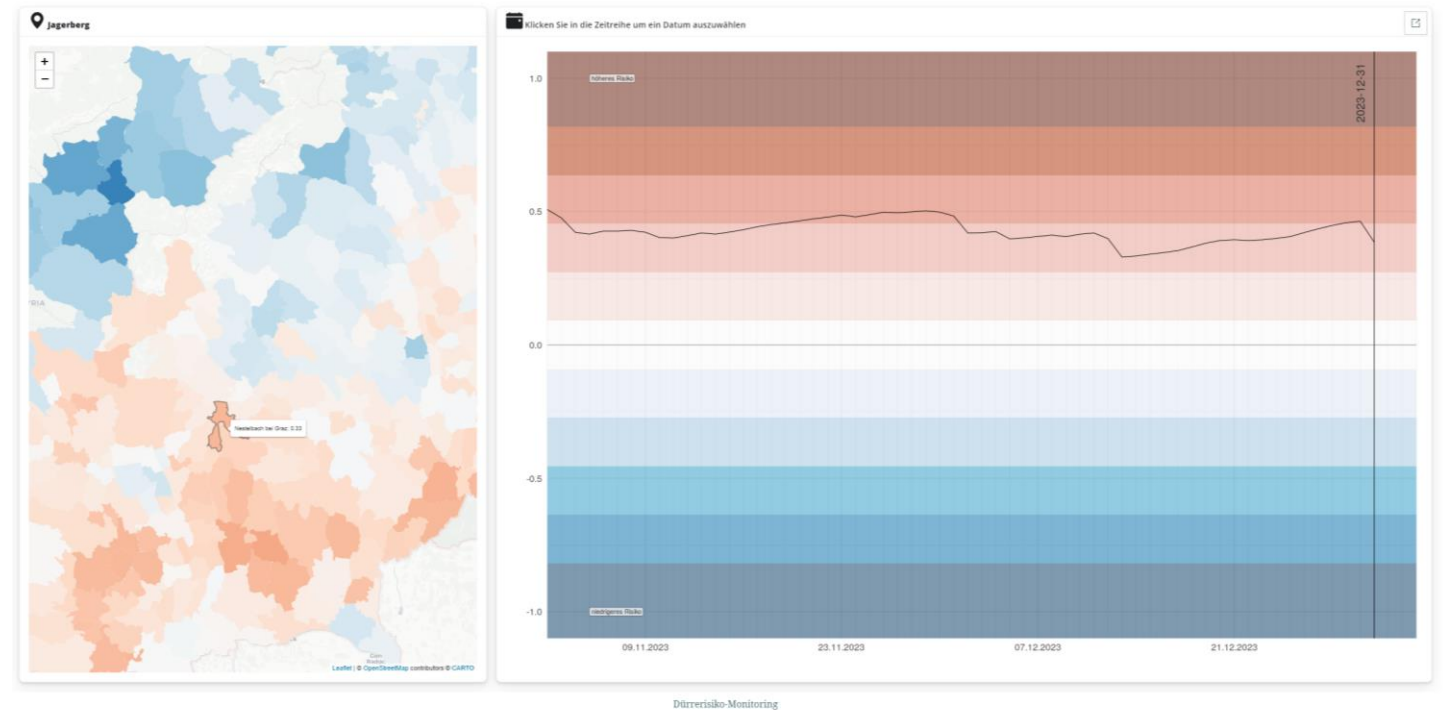 Jagerberg
Klicken Sie in die Zeitreihe um ein Datum auszuwählen
+
−
RIA
Nestelbach bei Graz: 0.33
Leaflet | © OpenStreetMap contributors © CARTO
höheres Risiko
2023-12-31
1.0
0.5
0.0
-0.5
-1.0
niedrigeres Risiko
09.11.2023
23.11.2023
07.12.2023
21.12.2023
Dürrerisiko-Monitoring